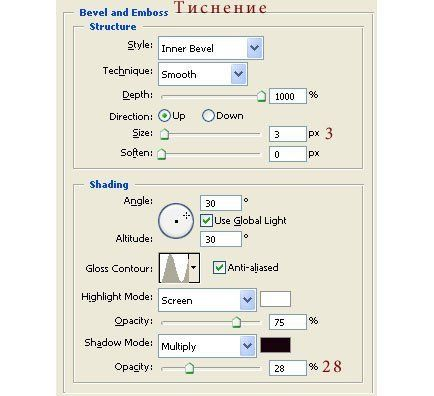 Bevel and Emboss Тиснение
Structure
Style: Inner Bevel
Technique: Smooth
Depth: 1000 %
Direction: Up Down
Size: 3 px 3
Soften: 0 px
Shading
Angle: 30 °
Use Global Light
Altitude: 30 °
Gloss Contour: Anti-aliased
Highlight Mode: Screen
Opacity: 75 %
Shadow Mode: Multiply
Opacity: 28 % 28